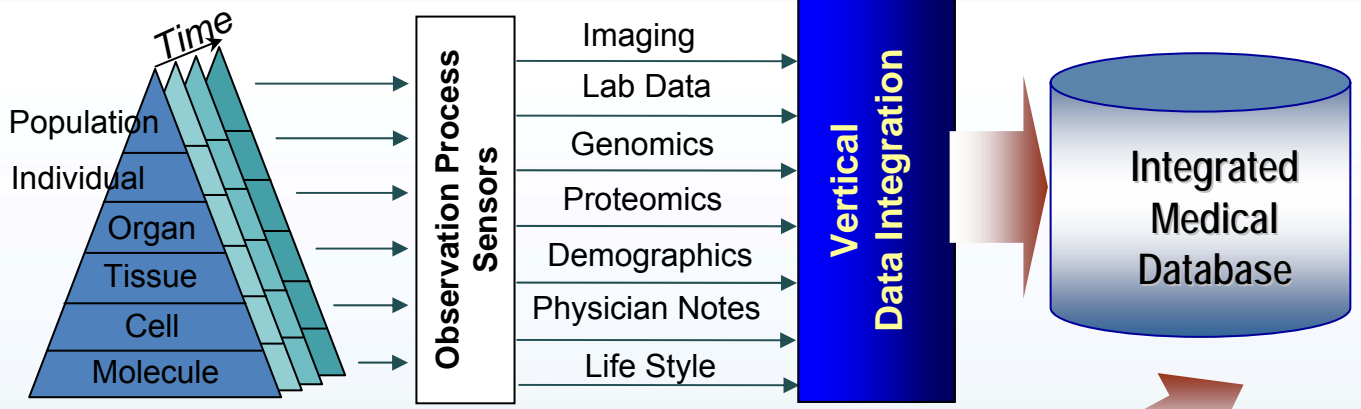 Time
Population
Individual
Organ
Tissue
Cell
Molecule
Observation Process
Sensors
Imaging
Lab Data
Genomics
Proteomics
Demographics
Physician Notes
Life Style
Vertical
Data Integration
Integrated
Medical
Database